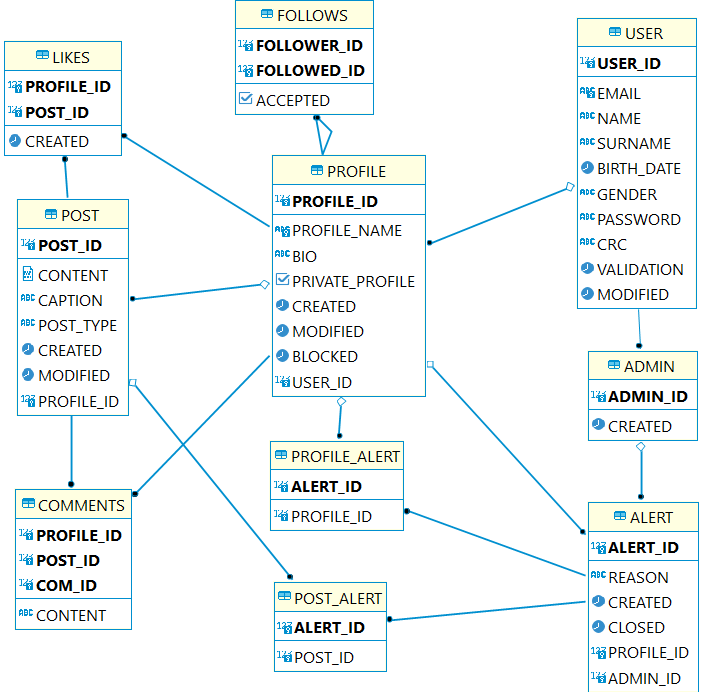 LIKES
PROFILE_ID
POST_ID
CREATED
FOLLOWS
FOLLOWER_ID
FOLLOWED_ID
ACCEPTED
USER
USER_ID
EMAIL
NAME
SURNAME
BIRTH_DATE
GENDER
PASSWORD
CRC
VALIDATION
MODIFIED
PROFILE
PROFILE_ID
PROFILE_NAME
BIO
PRIVATE_PROFILE
CREATED
MODIFIED
BLOCKED
USER_ID
POST
POST_ID
CONTENT
CAPTION
POST_TYPE
CREATED
MODIFIED
PROFILE_ID
ADMIN
ADMIN_ID
CREATED
PROFILE_ALERT
ALERT_ID
PROFILE_ID
COMMENTS
PROFILE_ID
POST_ID
COM_ID
CONTENT
POST_ALERT
ALERT_ID
POST_ID
ALERT
ALERT_ID
REASON
CREATED
CLOSED
PROFILE_ID
ADMIN_ID